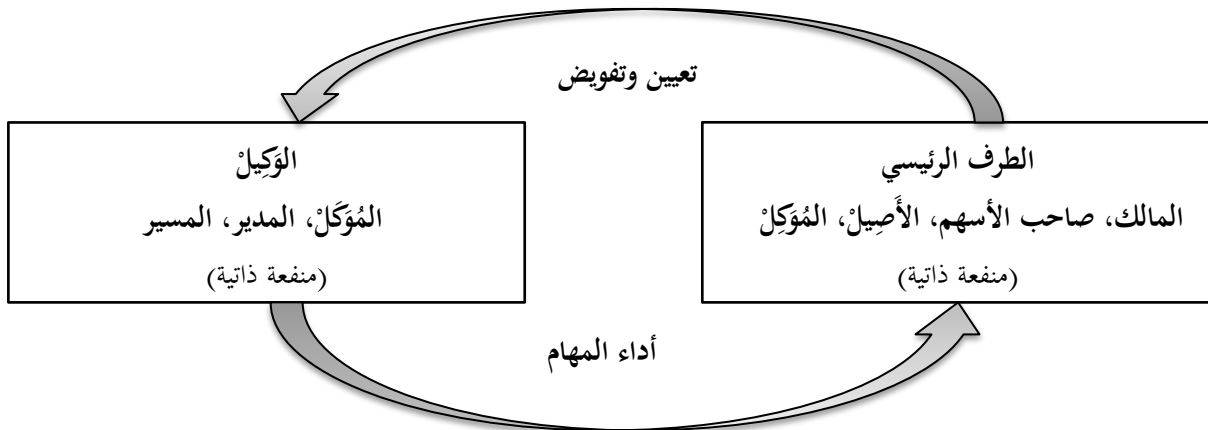 تعيين وتفويض
الطرف الرئيسي
المالك، صاحب الأسهم، الأَصِيلْ، المُوَكِلْ
(منفعة ذاتية)
الوَكِيلْ
المُوَكَلْ، المدير، المسير
(منفعة ذاتية)
أداء المهام